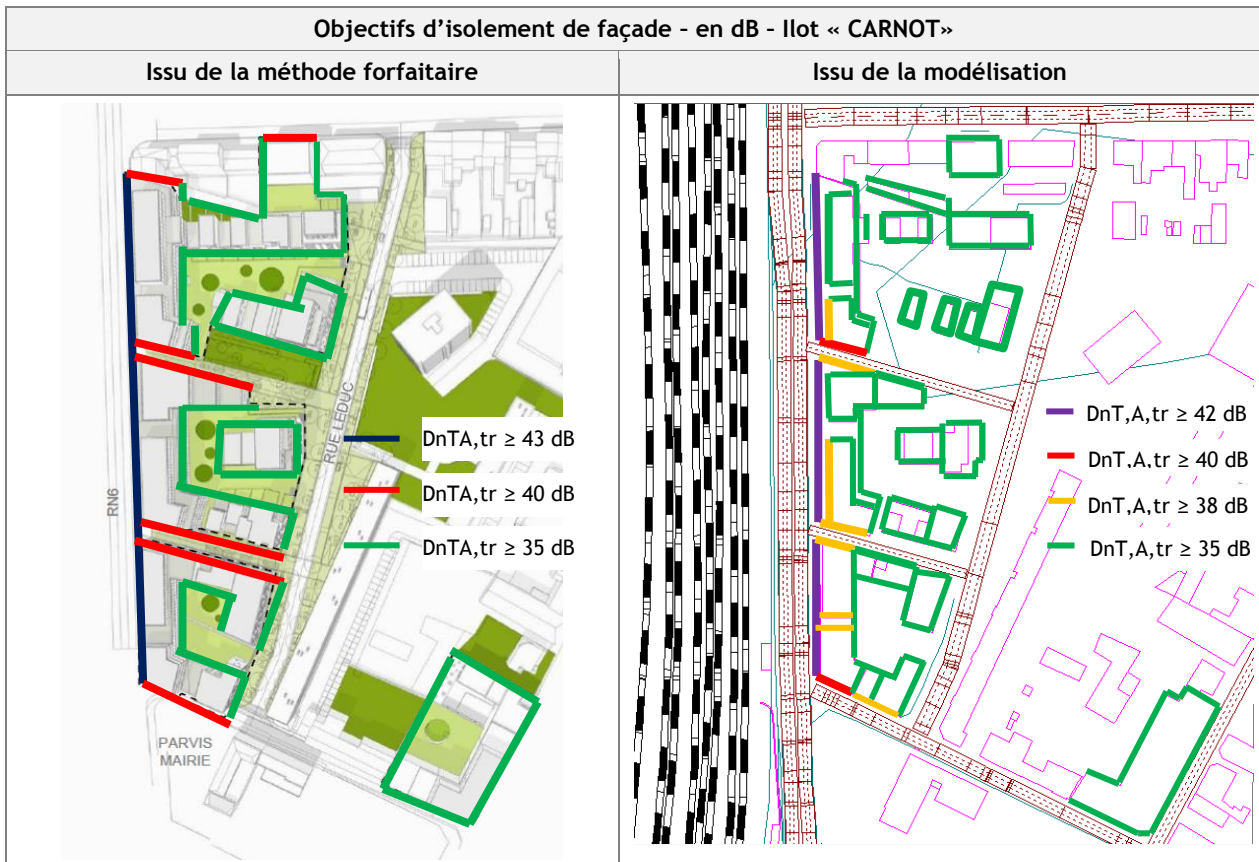 Objectifs d’isolement de façade - en dB - Ilot « CARNOT»
Issu de la méthode forfaitaire
Issu de la modélisation
RN6
RUE LEDUC
DnTA,tr ≥ 43 dB
DnTA,tr ≥ 40 dB
DnTA,tr ≥ 35 dB
PARVIS
MAIRIE
DnT,A,tr ≥ 42 dB
DnT,A,tr ≥ 40 dB
DnT,A,tr ≥ 38 dB
DnT,A,tr ≥ 35 dB